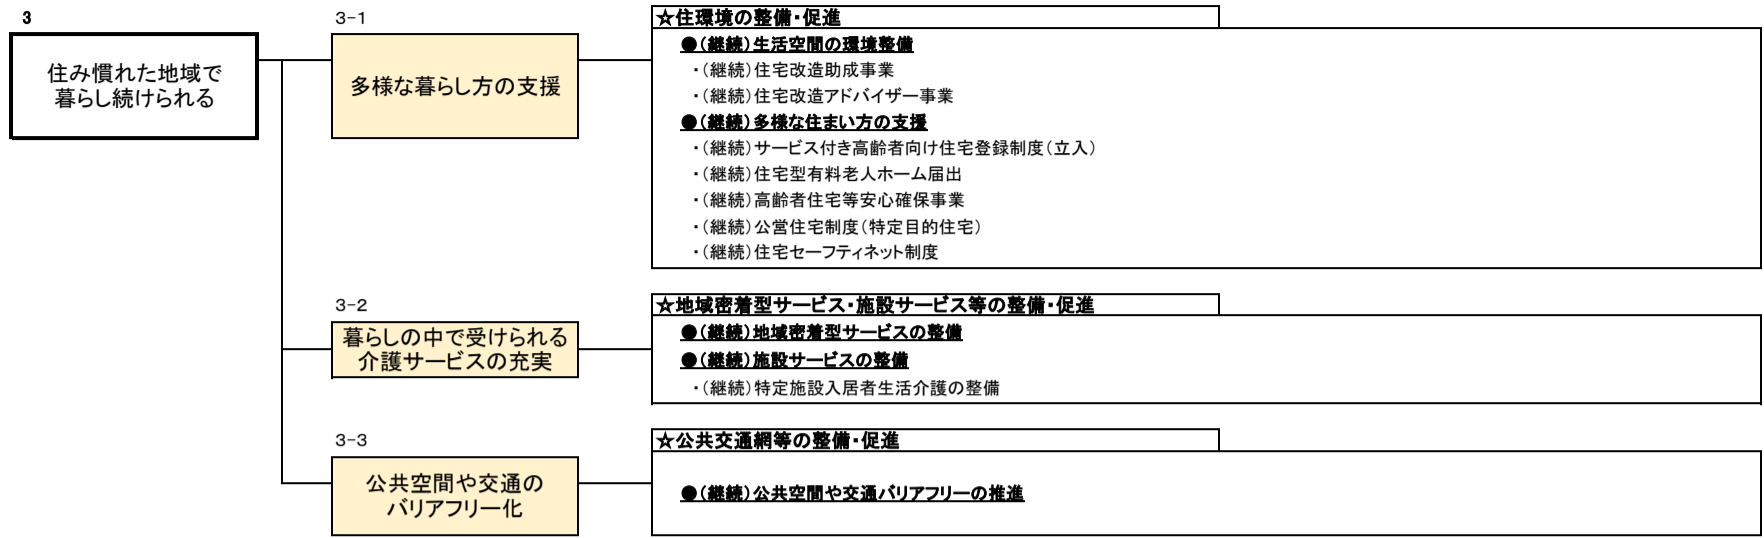 3
住み慣れた地域で
暮らし続けられる
3-1
多様な暮らし方の支援
☆住環境の整備・促進
●(継続)生活空間の環境整備
・(継続)住宅改造助成事業
・(継続)住宅改造アドバイザー事業
●(継続)多様な住まい方の支援
・(継続)サービス付き高齢者向け住宅登録制度(立入)
・(継続)住宅型有料老人ホーム届出
・(継続)高齢者住宅等安心確保事業
・(継続)公営住宅制度(特定目的住宅)
・(継続)住宅セーフティネット制度
3-2
暮らしの中で受けられる
介護サービスの充実
☆地域密着型サービス・施設サービス等の整備・促進
●(継続)地域密着型サービスの整備
●(継続)施設サービスの整備
・(継続)特定施設入居者生活介護の整備
3-3
公共空間や交通の
バリアフリー化
☆公共交通網等の整備・促進
●(継続)公共空間や交通バリアフリーの推進